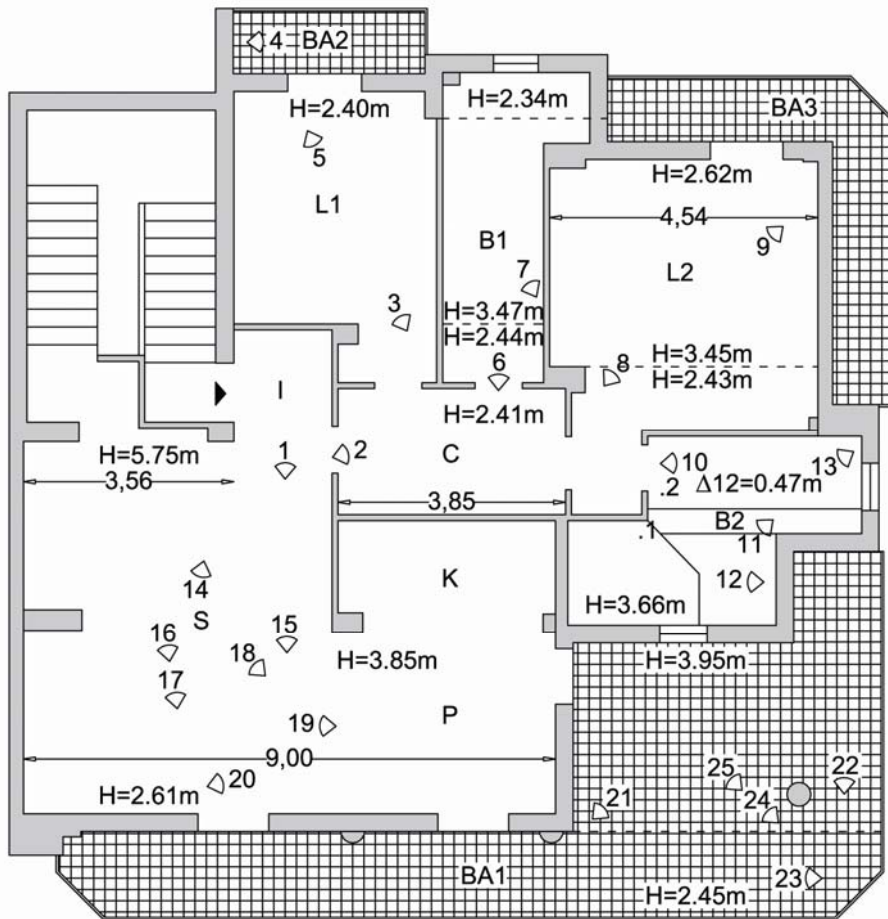 4 BA2
H=2.40m
H=2.34m
BA3
5
H=2.62m
L1
4,54
B1
9
L2
7
3
H=3.47m
H=2.44m
H=3.45m
6
8
H=2.43m
I
H=2.41m
H=5.75m
1
2
C
10
13
3,56
.2
Δ12=0.47m
3,85
B2
.1
11
14
K
12
S
H=3.66m
16
15
18
H=3.85m
H=3.95m
17
19
P
9,00
20
25
22
H=2.61m
21
24
BA1
23
H=2.45m